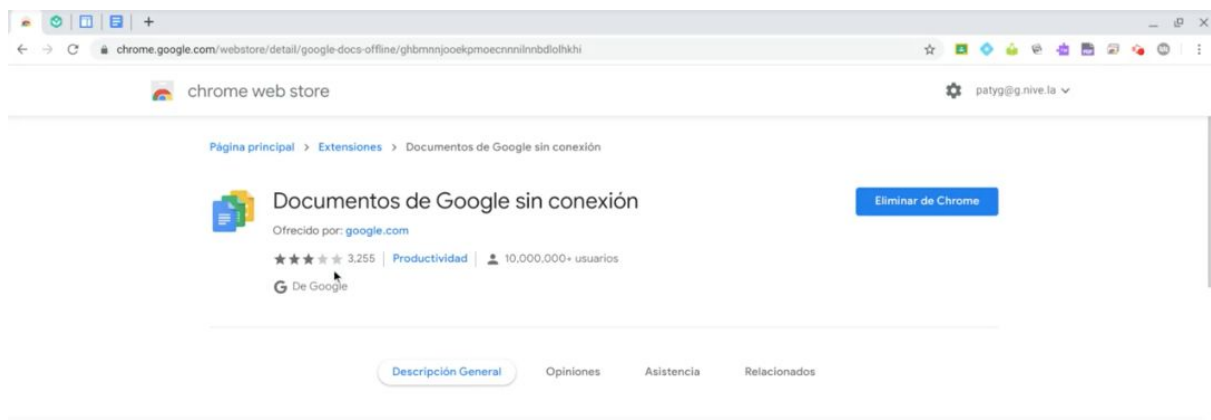 chrome.google.com/webstore/detail/google-docs-offline/ghbmnnjooekpmoecnnnilnnbdlolhkhi
chrome web store
patyg@g.nive.la
Página principal > Extensiones > Documentos de Google sin conexión
Documentos de Google sin conexión
Eliminar de Chrome
Ofrecido por: google.com
3,255 | Productividad | 10,000,000+ usuarios
G De Google
Descripción General Opiniones Asistencia Relacionados